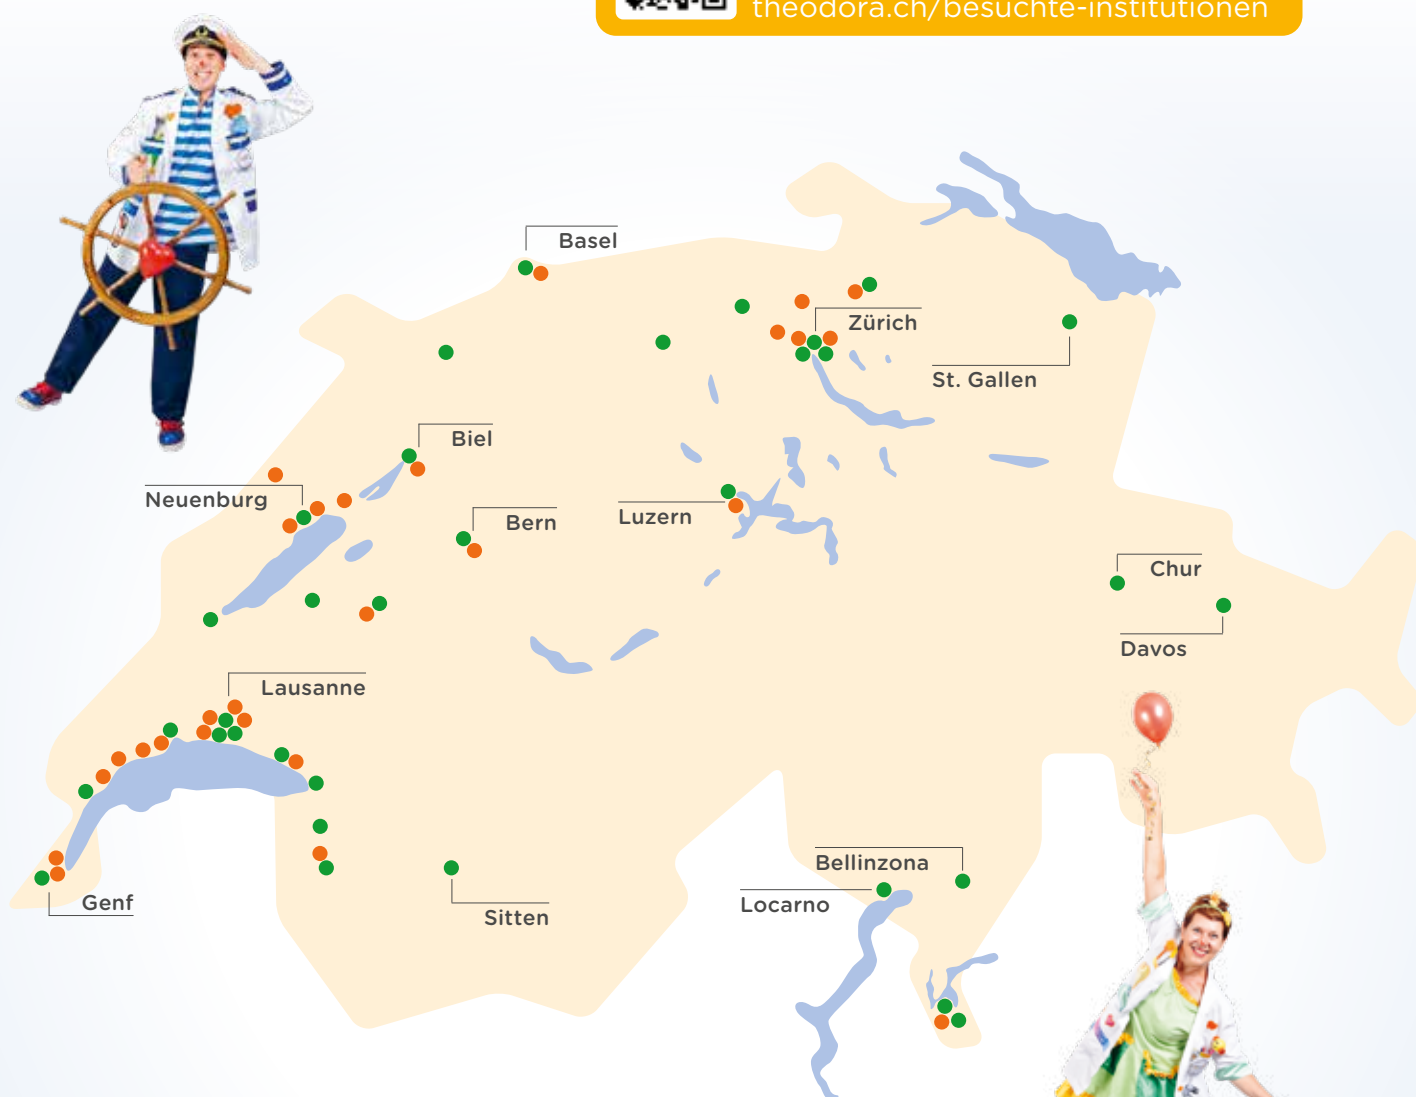 theodora.ch/besuchte-institutionen
Basel
Zürich
St. Gallen
Biel
Neuenburg
Bern
Luzern
Chur
Davos
Lausanne
Bellinzona
Locarno
Genf
Sitten